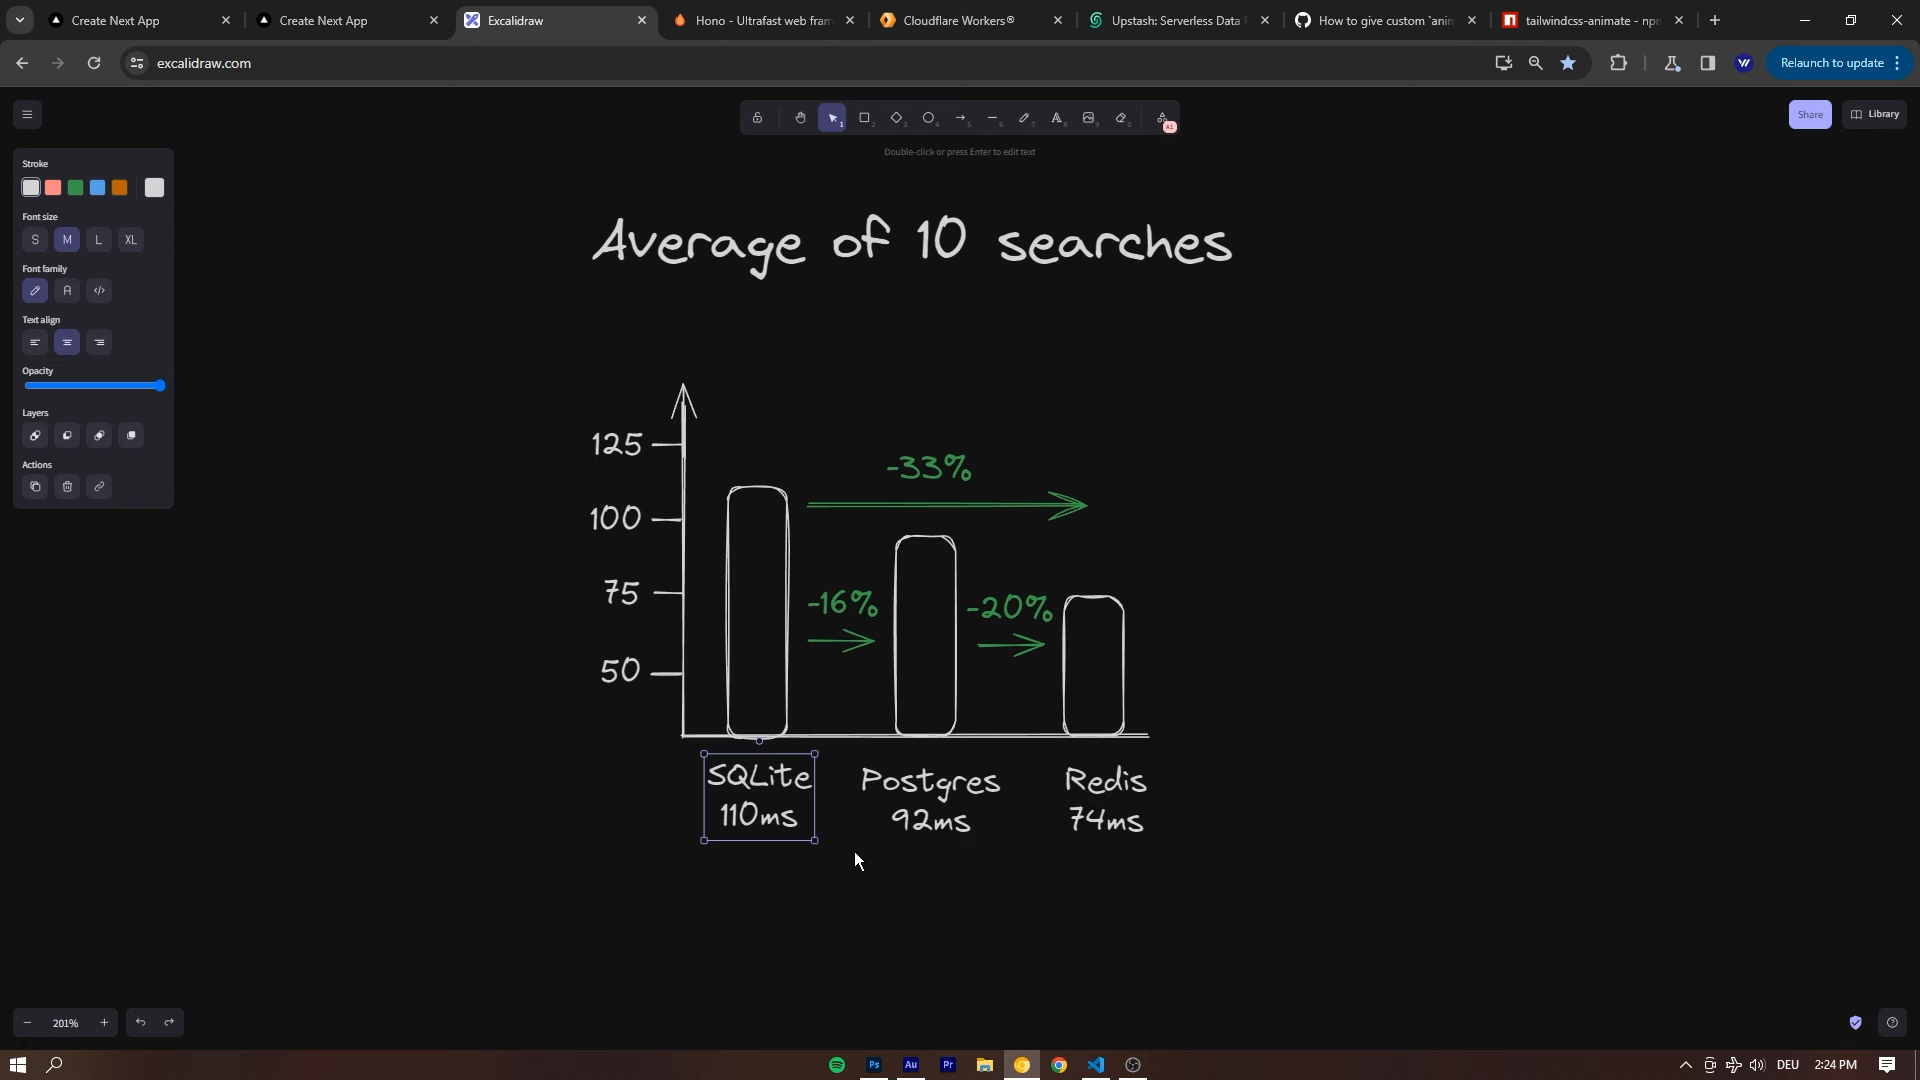 Create Next App
Create Next App
Excalidraw
Hono - Ultrafast web fram
Cloudflare Workers®
Upstash: Serverless Data
How to give custom `anim
tailwindcss-animate - npm
excalidraw.com
Relaunch to update
Share
Library
Double-click or press Enter to edit text
Stroke
Font size
S M L XL
Font family
Text align
Opacity
Layers
Actions
Average of 10 searches
125
100
75
50
-33%
-16%
-20%
SQLite
110ms
Postgres
92ms
Redis
74ms
201%
DEU
2:24 PM